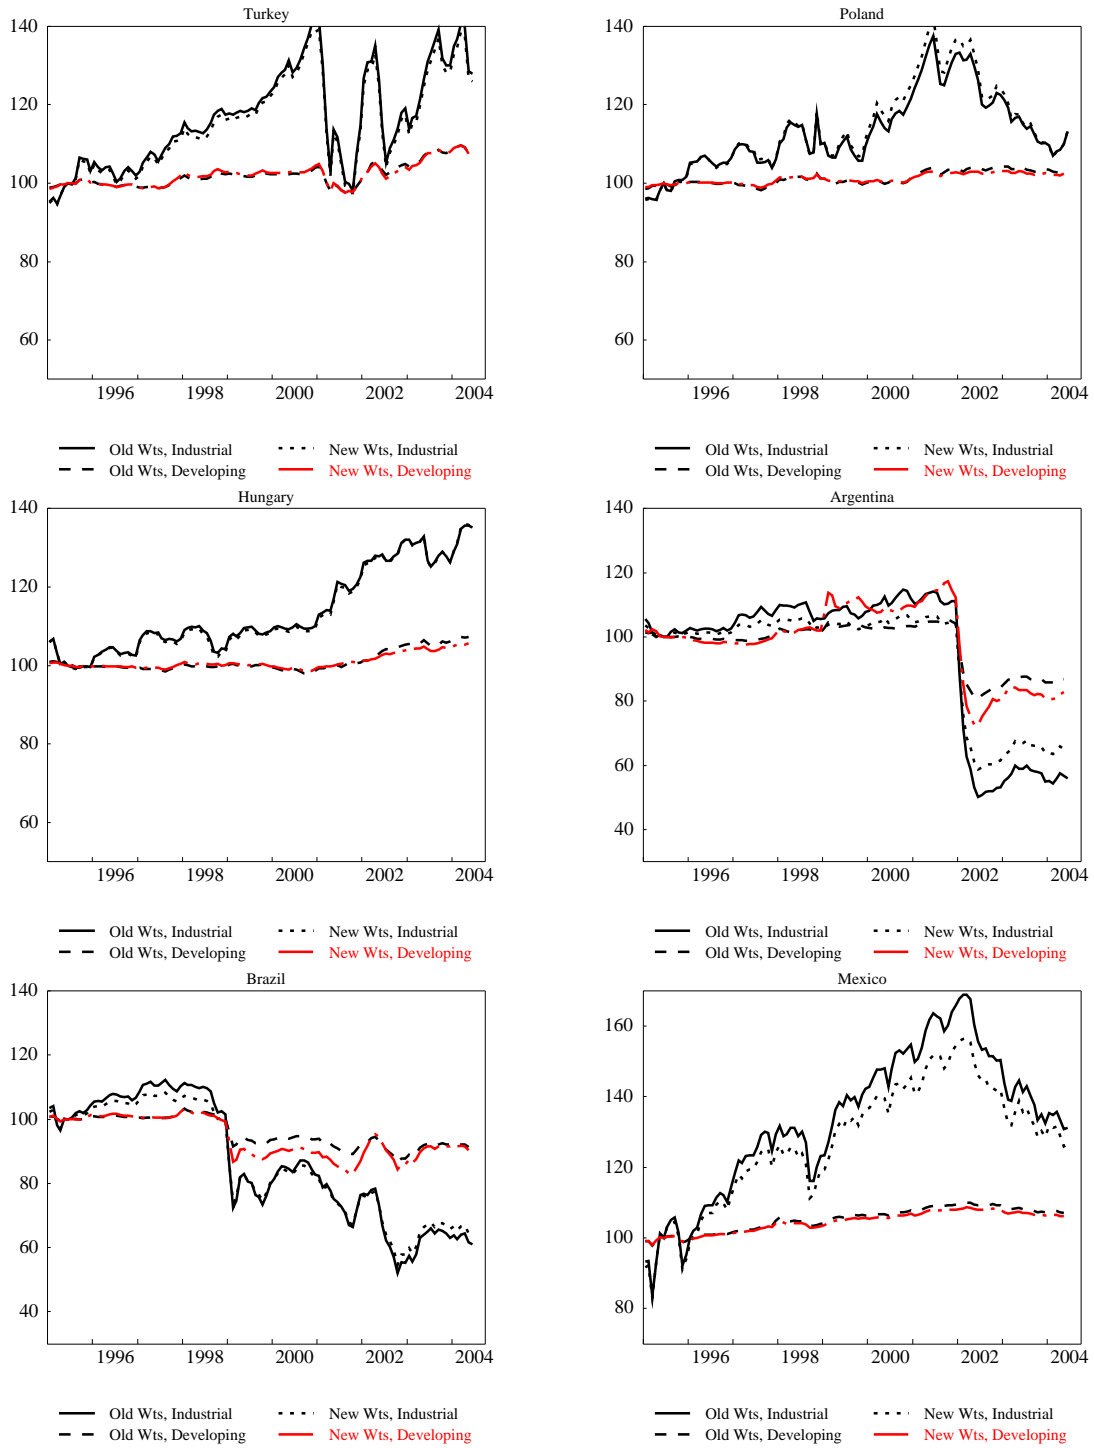 Turkey
140
120
100
80
60
1996 1998 2000 2002 2004
Old Wts, Industrial New Wts, Industrial
Old Wts, Developing New Wts, Developing
Poland
140
120
100
80
60
1996 1998 2000 2002 2004
Old Wts, Industrial New Wts, Industrial
Old Wts, Developing New Wts, Developing
Hungary
140
120
100
80
60
1996 1998 2000 2002 2004
Old Wts, Industrial New Wts, Industrial
Old Wts, Developing New Wts, Developing
Argentina
140
120
100
80
60
40
1996 1998 2000 2002 2004
Old Wts, Industrial New Wts, Industrial
Old Wts, Developing New Wts, Developing
Brazil
140
120
100
80
60
40
1996 1998 2000 2002 2004
Old Wts, Industrial New Wts, Industrial
Old Wts, Developing New Wts, Developing
Mexico
160
140
120
100
80
1996 1998 2000 2002 2004
Old Wts, Industrial New Wts, Industrial
Old Wts, Developing New Wts, Developing